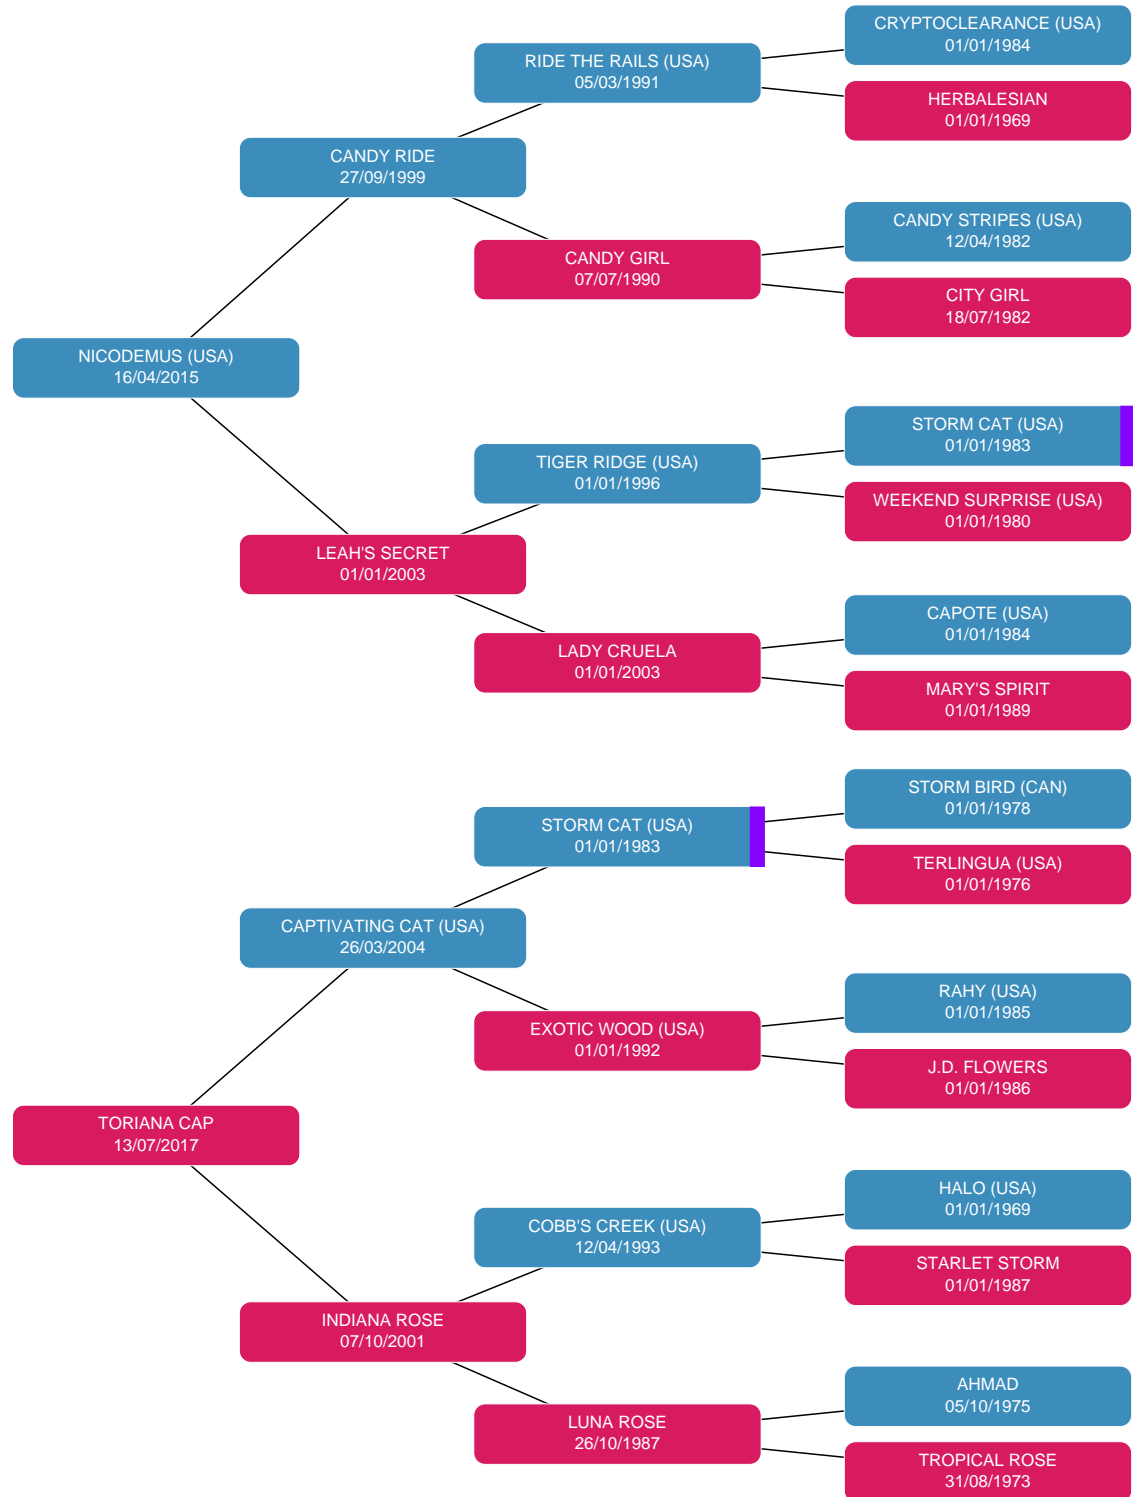 CRYPTOCLEARANCE (USA)
01/01/1984
RIDE THE RAILS (USA)
05/03/1991
HERBALESIAN
01/01/1969
CANDY RIDE
27/09/1999
CANDY STRIPES (USA)
12/04/1982
CANDY GIRL
07/07/1990
CITY GIRL
18/07/1982
NICODEMUS (USA)
16/04/2015
STORM CAT (USA)
01/01/1983
TIGER RIDGE (USA)
01/01/1996
WEEKEND SURPRISE (USA)
01/01/1980
LEAH'S SECRET
01/01/2003
CAPOTE (USA)
01/01/1984
LADY CRUELA
01/01/2003
MARY'S SPIRIT
01/01/1989
STORM BIRD (CAN)
01/01/1978
STORM CAT (USA)
01/01/1983
TERLINGUA (USA)
01/01/1976
CAPTIVATING CAT (USA)
26/03/2004
RAHY (USA)
01/01/1985
EXOTIC WOOD (USA)
01/01/1992
J.D. FLOWERS
01/01/1986
TORIANA CAP
13/07/2017
HALO (USA)
01/01/1969
COBB'S CREEK (USA)
12/04/1993
STARLET STORM
01/01/1987
INDIANA ROSE
07/10/2001
AHMAD
05/10/1975
LUNA ROSE
26/10/1987
TROPICAL ROSE
31/08/1973